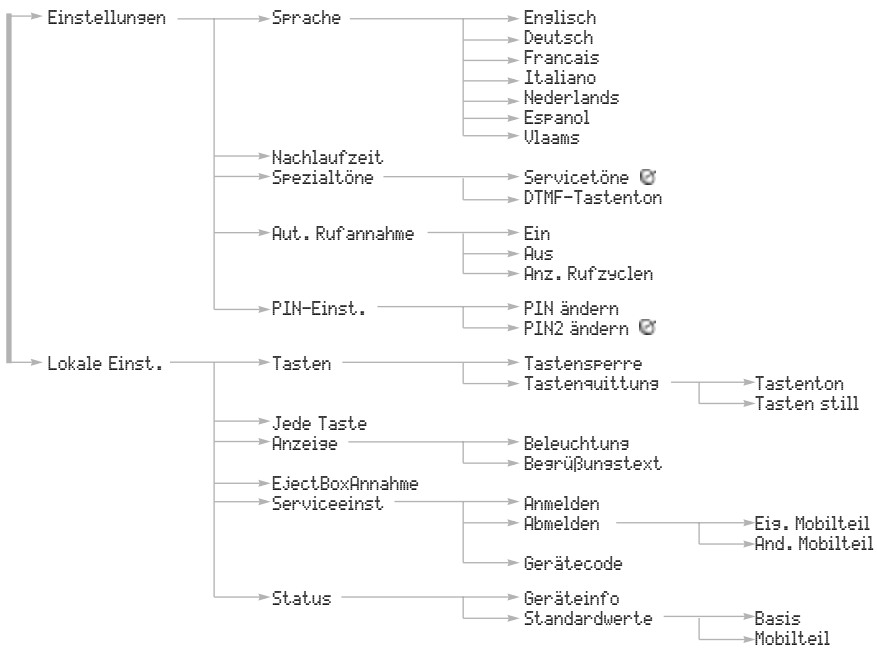 Einstellungen
Sprache
Englisch
Deutsch
Francais
Italiano
Nederlands
Espanol
Vlaams
Nachlaufzeit
Spezialtöne
Servicetöne
DTMF-Tastenton
Aut. Rufannahme
Ein
Aus
Anz. Rufzyclen
PIN-Einst.
PIN ändern
PIN2 ändern
Lokale Einst.
Tasten
Tastensperre
Tastenquittung
Tastenton
Tasten still
Jede Taste
Anzeige
Beleuchtung
Begrüßungstext
EjectBoxAnnahme
Serviceeinst
Anmelden
Abmelden
Eig. Mobilteil
And. Mobilteil
Gerätecode
Status
Geräteinfo
Standardwerte
Basis
Mobilteil